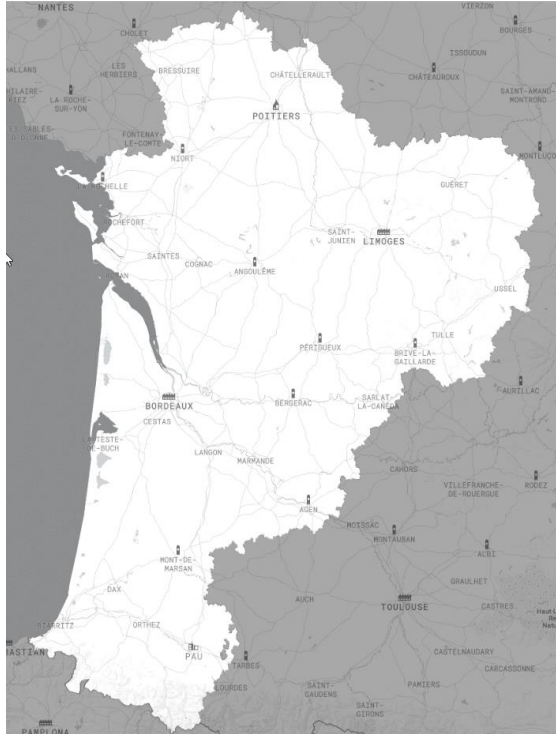 NANTES
VIERZON
CHOLET
BOURGES
ISSOUDUN
LES
HERBIERS
BRESSUIRE
CHÂTELLERAULT
CHÂTEAUROUX
LA ROCHE-
SUR-YON
SAINT-AMAND-
MONTROND
POITIERS
FONTENAY-
LE-COMTE
NIORT
MONTLUÇO
LA ROCHELLE
GUÉRET
ROCHEFORT
SAINT-
JUNIEN
LIMOGES
SAINTES
COGNAC
ANGOULÊME
ROYAN
USSEL
TULLE
PÉRIGUEUX
BRIVE-LA-
GAILLARDE
AURILLAC
BERGERAC
SARLAT-
LA-CANÉDA
BORDEAUX
CESTAS
LA TESTE-
DE-BUCH
LANGON
MARMANDE
CAHORS
VILLEFRANCHE-
DE-ROUERGUE
RODEZ
AGEN
MOISSAC
MONTAUBAN
ALBI
MONT-DE-
MARSAN
GRAULHET
DAX
AUCH
TOULOUSE
CASTRES
BIARRITZ
ORTHEZ
PAU
TARBES
LOURDES
CASTELNAUDARY
CARCASSONNE
SAINT-
GAUDENS
PAMIERS
SAINT-
GIRONS
PAMPLONA